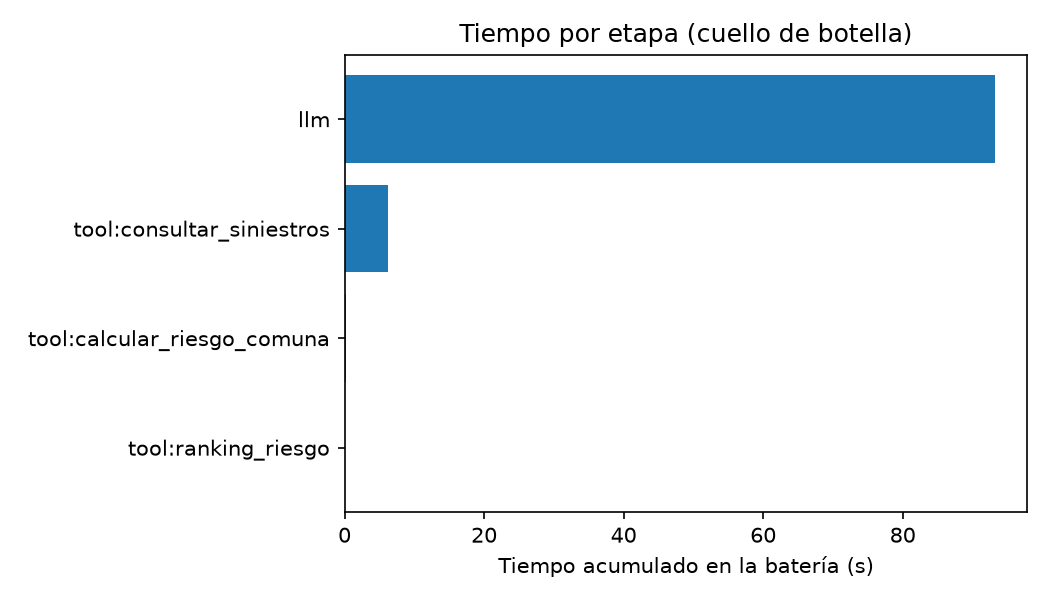 Tiempo por etapa (cuello de botella)
llm
tool:consultar_siniestros
tool:calcular_riesgo_comuna
tool:ranking_riesgo
0 20 40 60 80
Tiempo acumulado en la batería (s)